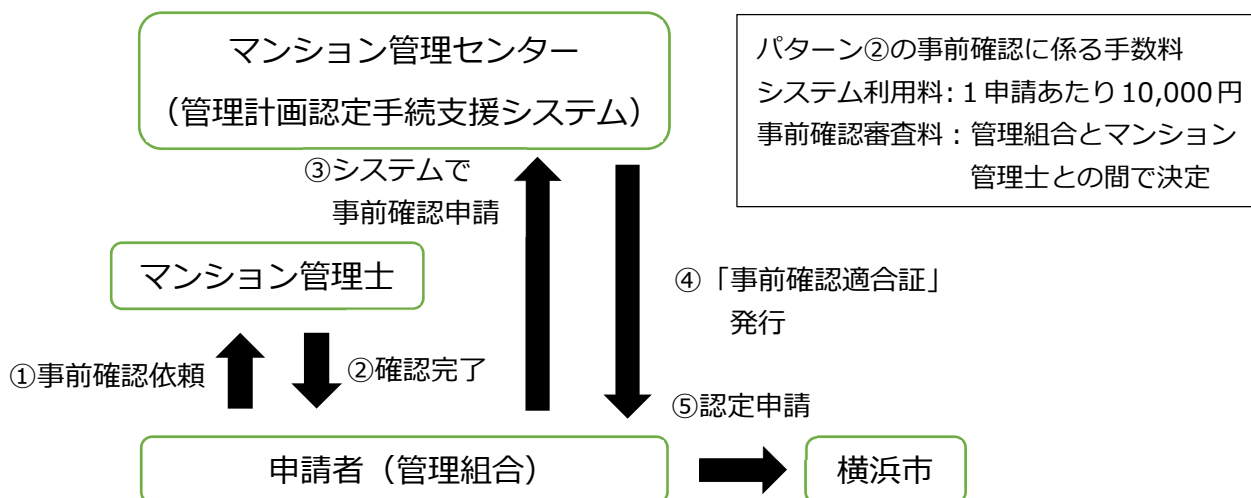 マンション管理センター
（管理計画認定手続支援システム）
パターン②の事前確認に係る手数料
システム利用料：1申請あたり10,000円
事前確認審査料：管理組合とマンション
管理士との間で決定
③システムで
事前確認申請
マンション管理士
④「事前確認適合証」
発行
①事前確認依頼
②確認完了
⑤認定申請
申請者（管理組合）
横浜市